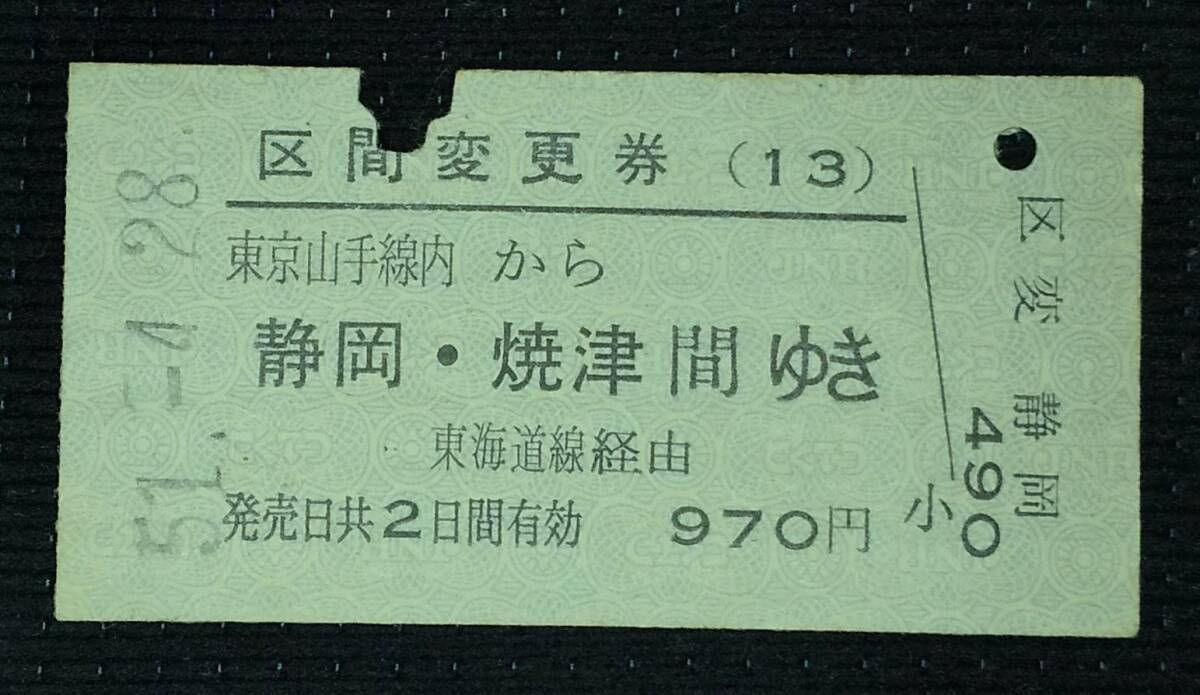 区間変更券 (13)
東京山手線内 から
静岡・焼津間ゆき
東海道線経由
発売日共2日間有効 970円
小
区変 静岡
490
51.-4.28